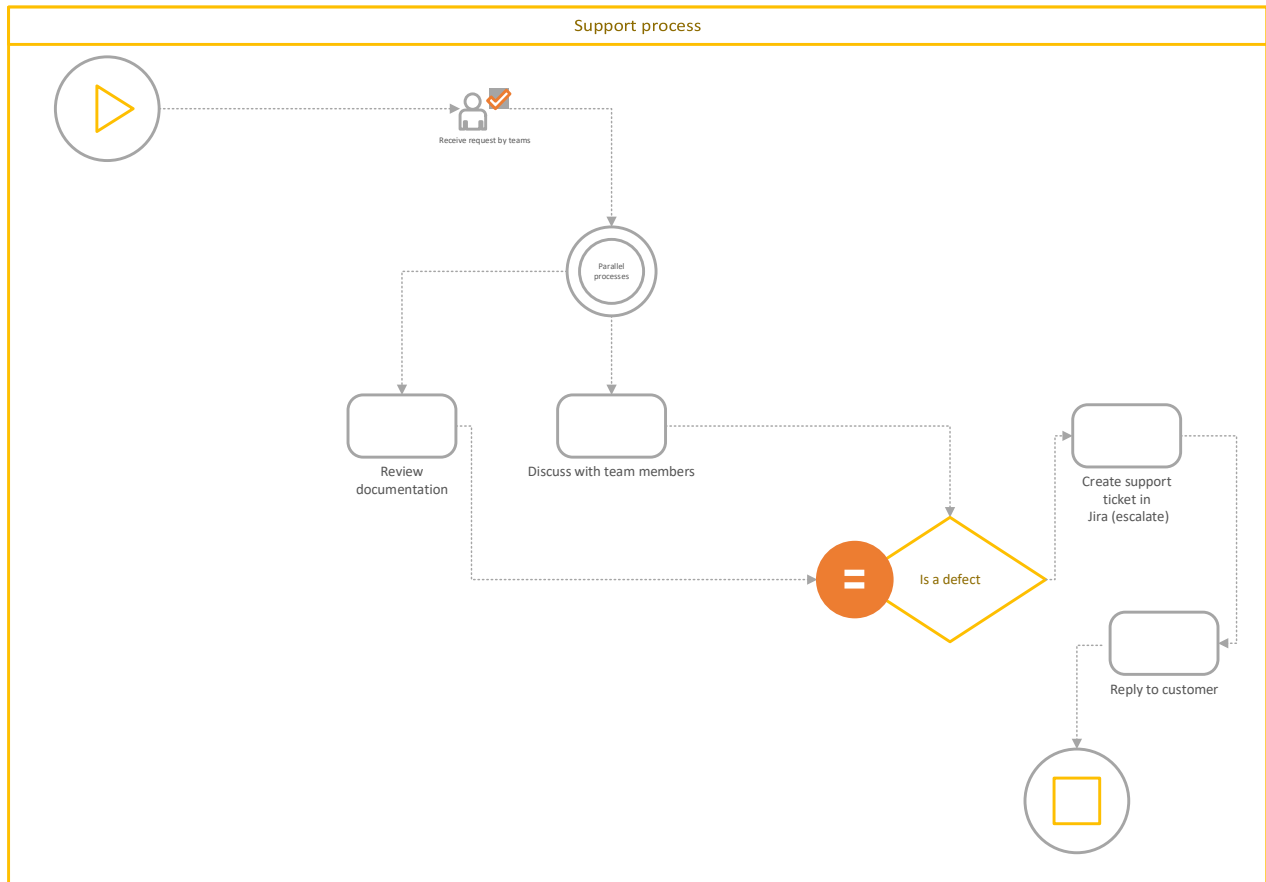 Support process
Receive request by teams
Parallel
processes
Review
documentation
Discuss with team members
Create support
ticket in
Jira (escalate)
Is a defect
Reply to customer